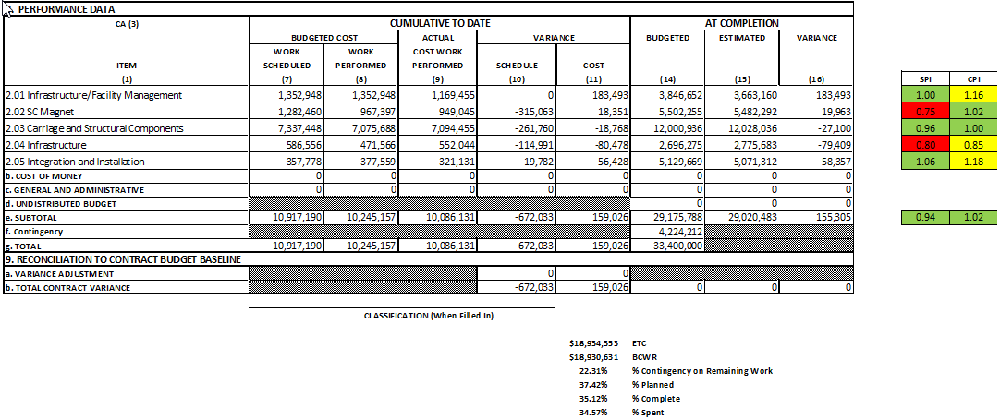 PERFORMANCE DATA
CA (3) CUMULATIVE TO DATE AT COMPLETION
BUDGETED COST ACTUAL VARIANCE BUDGETED ESTIMATED VARIANCE
WORK WORK COST WORK
ITEM SCHEDULED PERFORMED PERFORMED SCHEDULE COST
(1) (7) (8) (9) (10) (11) (14) (15) (16) SPI CPI
2.01 Infrastructure/Facility Management 1,352,948 1,352,948 1,169,455 0 183,493 3,846,652 3,663,160 183,493 1.00 1.16
2.02 SC Magnet 1,282,460 967,397 949,045 -315,063 18,351 5,502,255 5,482,292 19,963 0.75 1.02
2.03 Carriage and Structural Components 7,337,448 7,075,688 7,094,455 -261,760 -18,768 12,000,936 12,028,036 -27,100 0.96 1.00
2.04 Infrastructure 586,556 471,566 552,044 -114,991 -80,478 2,696,275 2,775,683 -79,409 0.80 0.85
2.05 Integration and Installation 357,778 377,559 321,131 19,782 56,428 5,129,669 5,071,312 58,357 1.06 1.18
b. COST OF MONEY 0 0 0 0 0 0 0 0
c. GENERAL AND ADMINISTRATIVE 0 0 0 0 0 0 0 0
d. UNDISTRIBUTED BUDGET 0 0 0
e. SUBTOTAL 10,917,190 10,245,157 10,086,131 -672,033 159,026 29,175,788 29,020,483 155,305 0.94 1.02
f. Contingency 4,224,212
g. TOTAL 10,917,190 10,245,157 10,086,131 -672,033 159,026 33,400,000
9. RECONCILIATION TO CONTRACT BUDGET BASELINE
a. VARIANCE ADJUSTMENT 0 0
b. TOTAL CONTRACT VARIANCE -672,033 159,026 0 0 0
CLASSIFICATION (When Filled In)
$18,934,353 ETC
$18,930,631 BCWR
22.31% % Contingency on Remaining Work
37.42% % Planned
35.12% % Complete
34.57% % Spent